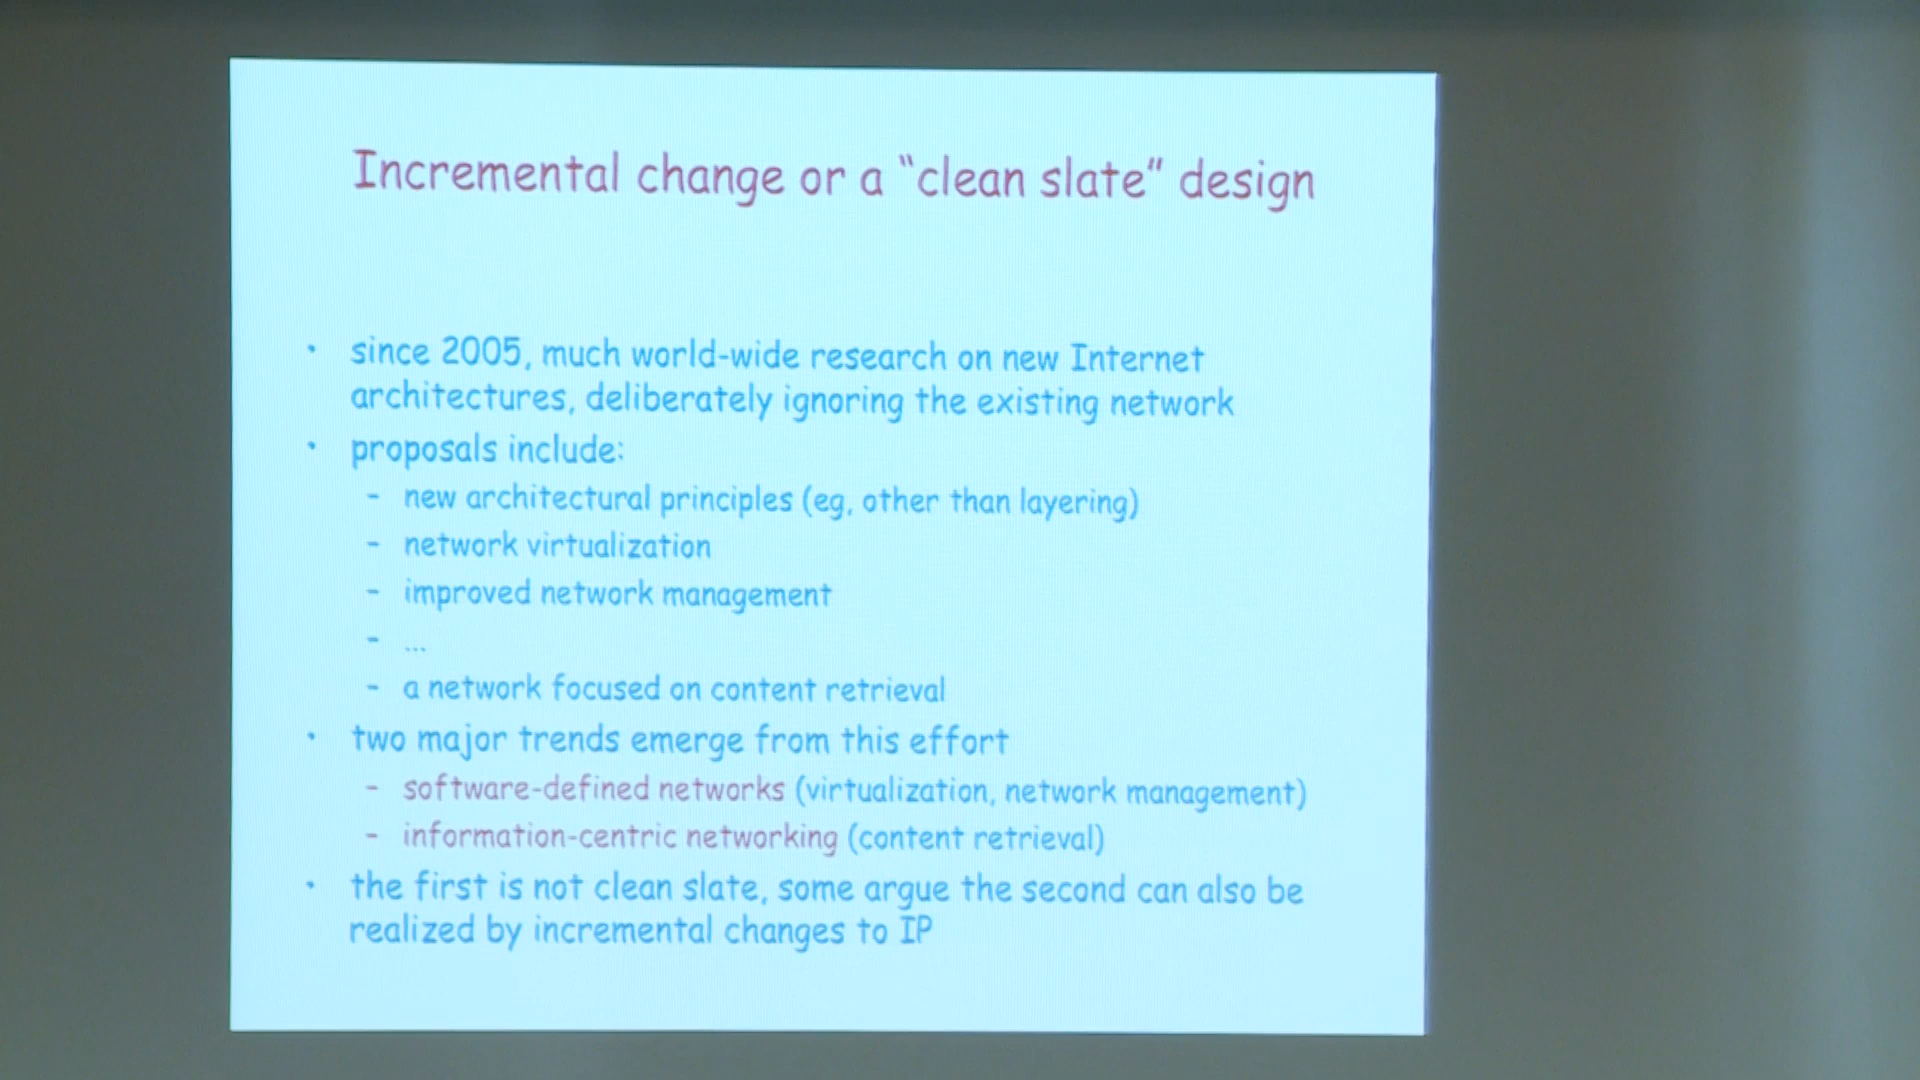 Incremental change or a “clean slate” design
• since 2005, much world-wide research on new Internet
architectures, deliberately ignoring the existing network
• proposals include:
– new architectural principles (eg, other than layering)
– network virtualization
– improved network management
– ...
– a network focused on content retrieval
• two major trends emerge from this effort
– software-defined networks (virtualization, network management)
– information-centric networking (content retrieval)
• the first is not clean slate, some argue the second can also be
realized by incremental changes to IP